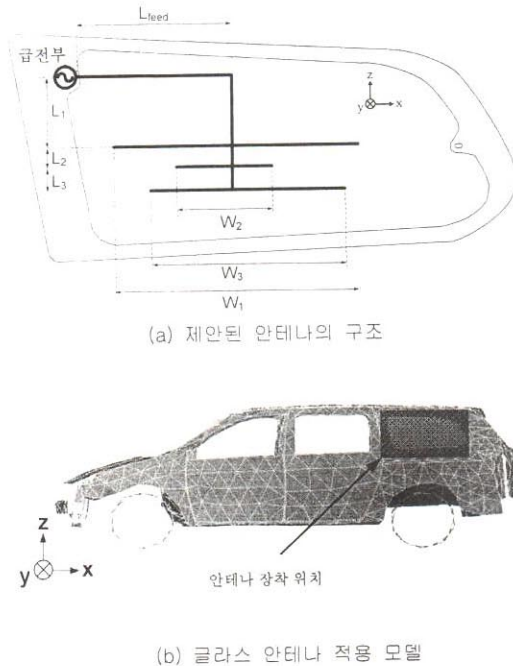 Lfeed
급전부
L1
L2
L3
z
y
x
W2
W3
W1
(a) 제안된 안테나의 구조
z
y
x
안테나 장착 위치
(b) 글라스 안테나 적용 모델